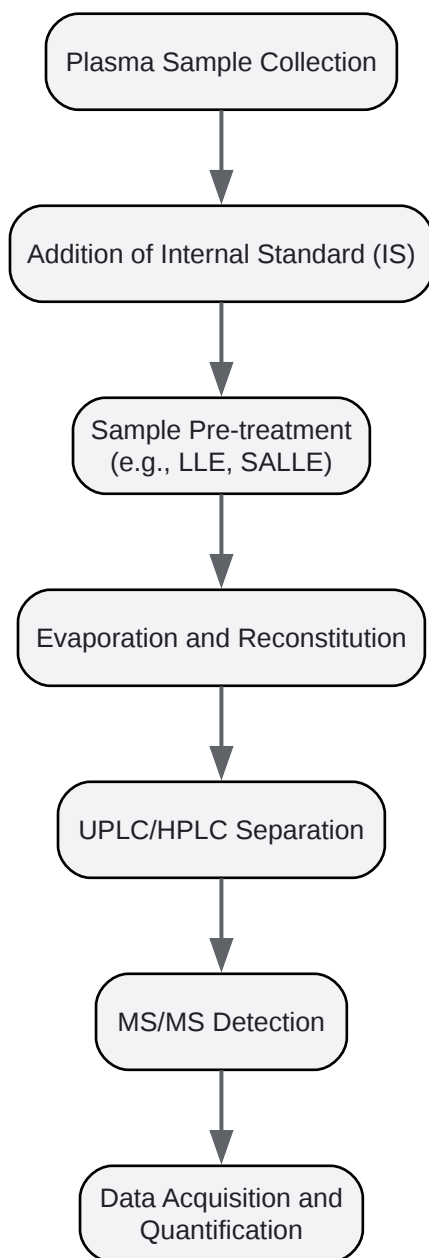 Plasma Sample Collection
Addition of Internal Standard (IS)
Sample Pre-treatment
(e.g., LLE, SALLE)
Evaporation and Reconstitution
UPLC/HPLC Separation
MS/MS Detection
Data Acquisition and
Quantification